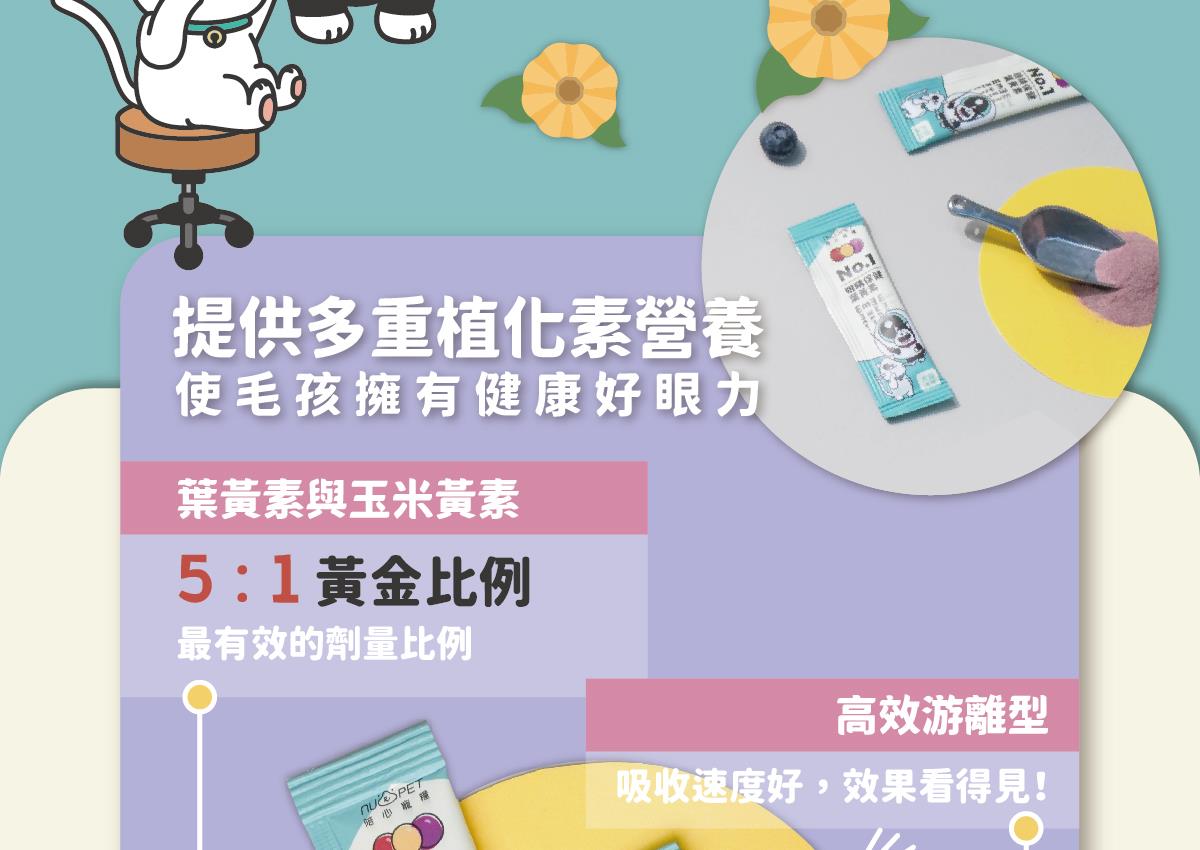 No.1
No.1
提供多重植化素營養
使毛孩擁有健康好眼力
葉黃素與玉米黃素
5:1 黃金比例
最有效的劑量比例
高效游離型
吸收速度好,效果看得見!
PET
陪心寵糧